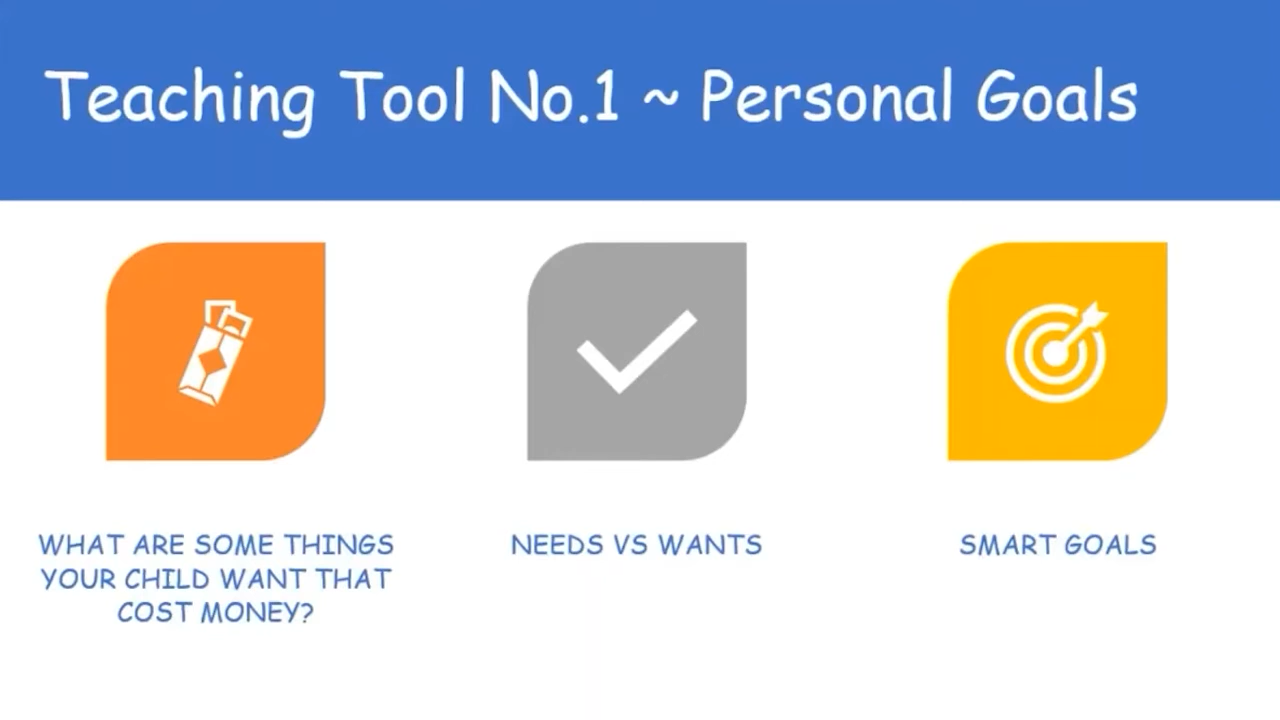 Teaching Tool No.1 ~ Personal Goals
WHAT ARE SOME THINGS
YOUR CHILD WANT THAT
COST MONEY?
NEEDS VS WANTS
SMART GOALS